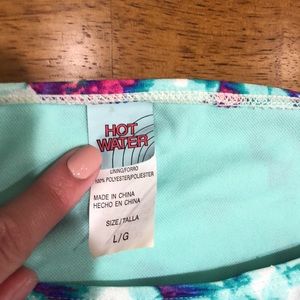 HOT
WATER
LINING/FORRO
100% POLYESTER/POLIESTER
MADE IN CHINA
HECHO EN CHINA
SIZE/TALLA
L/G